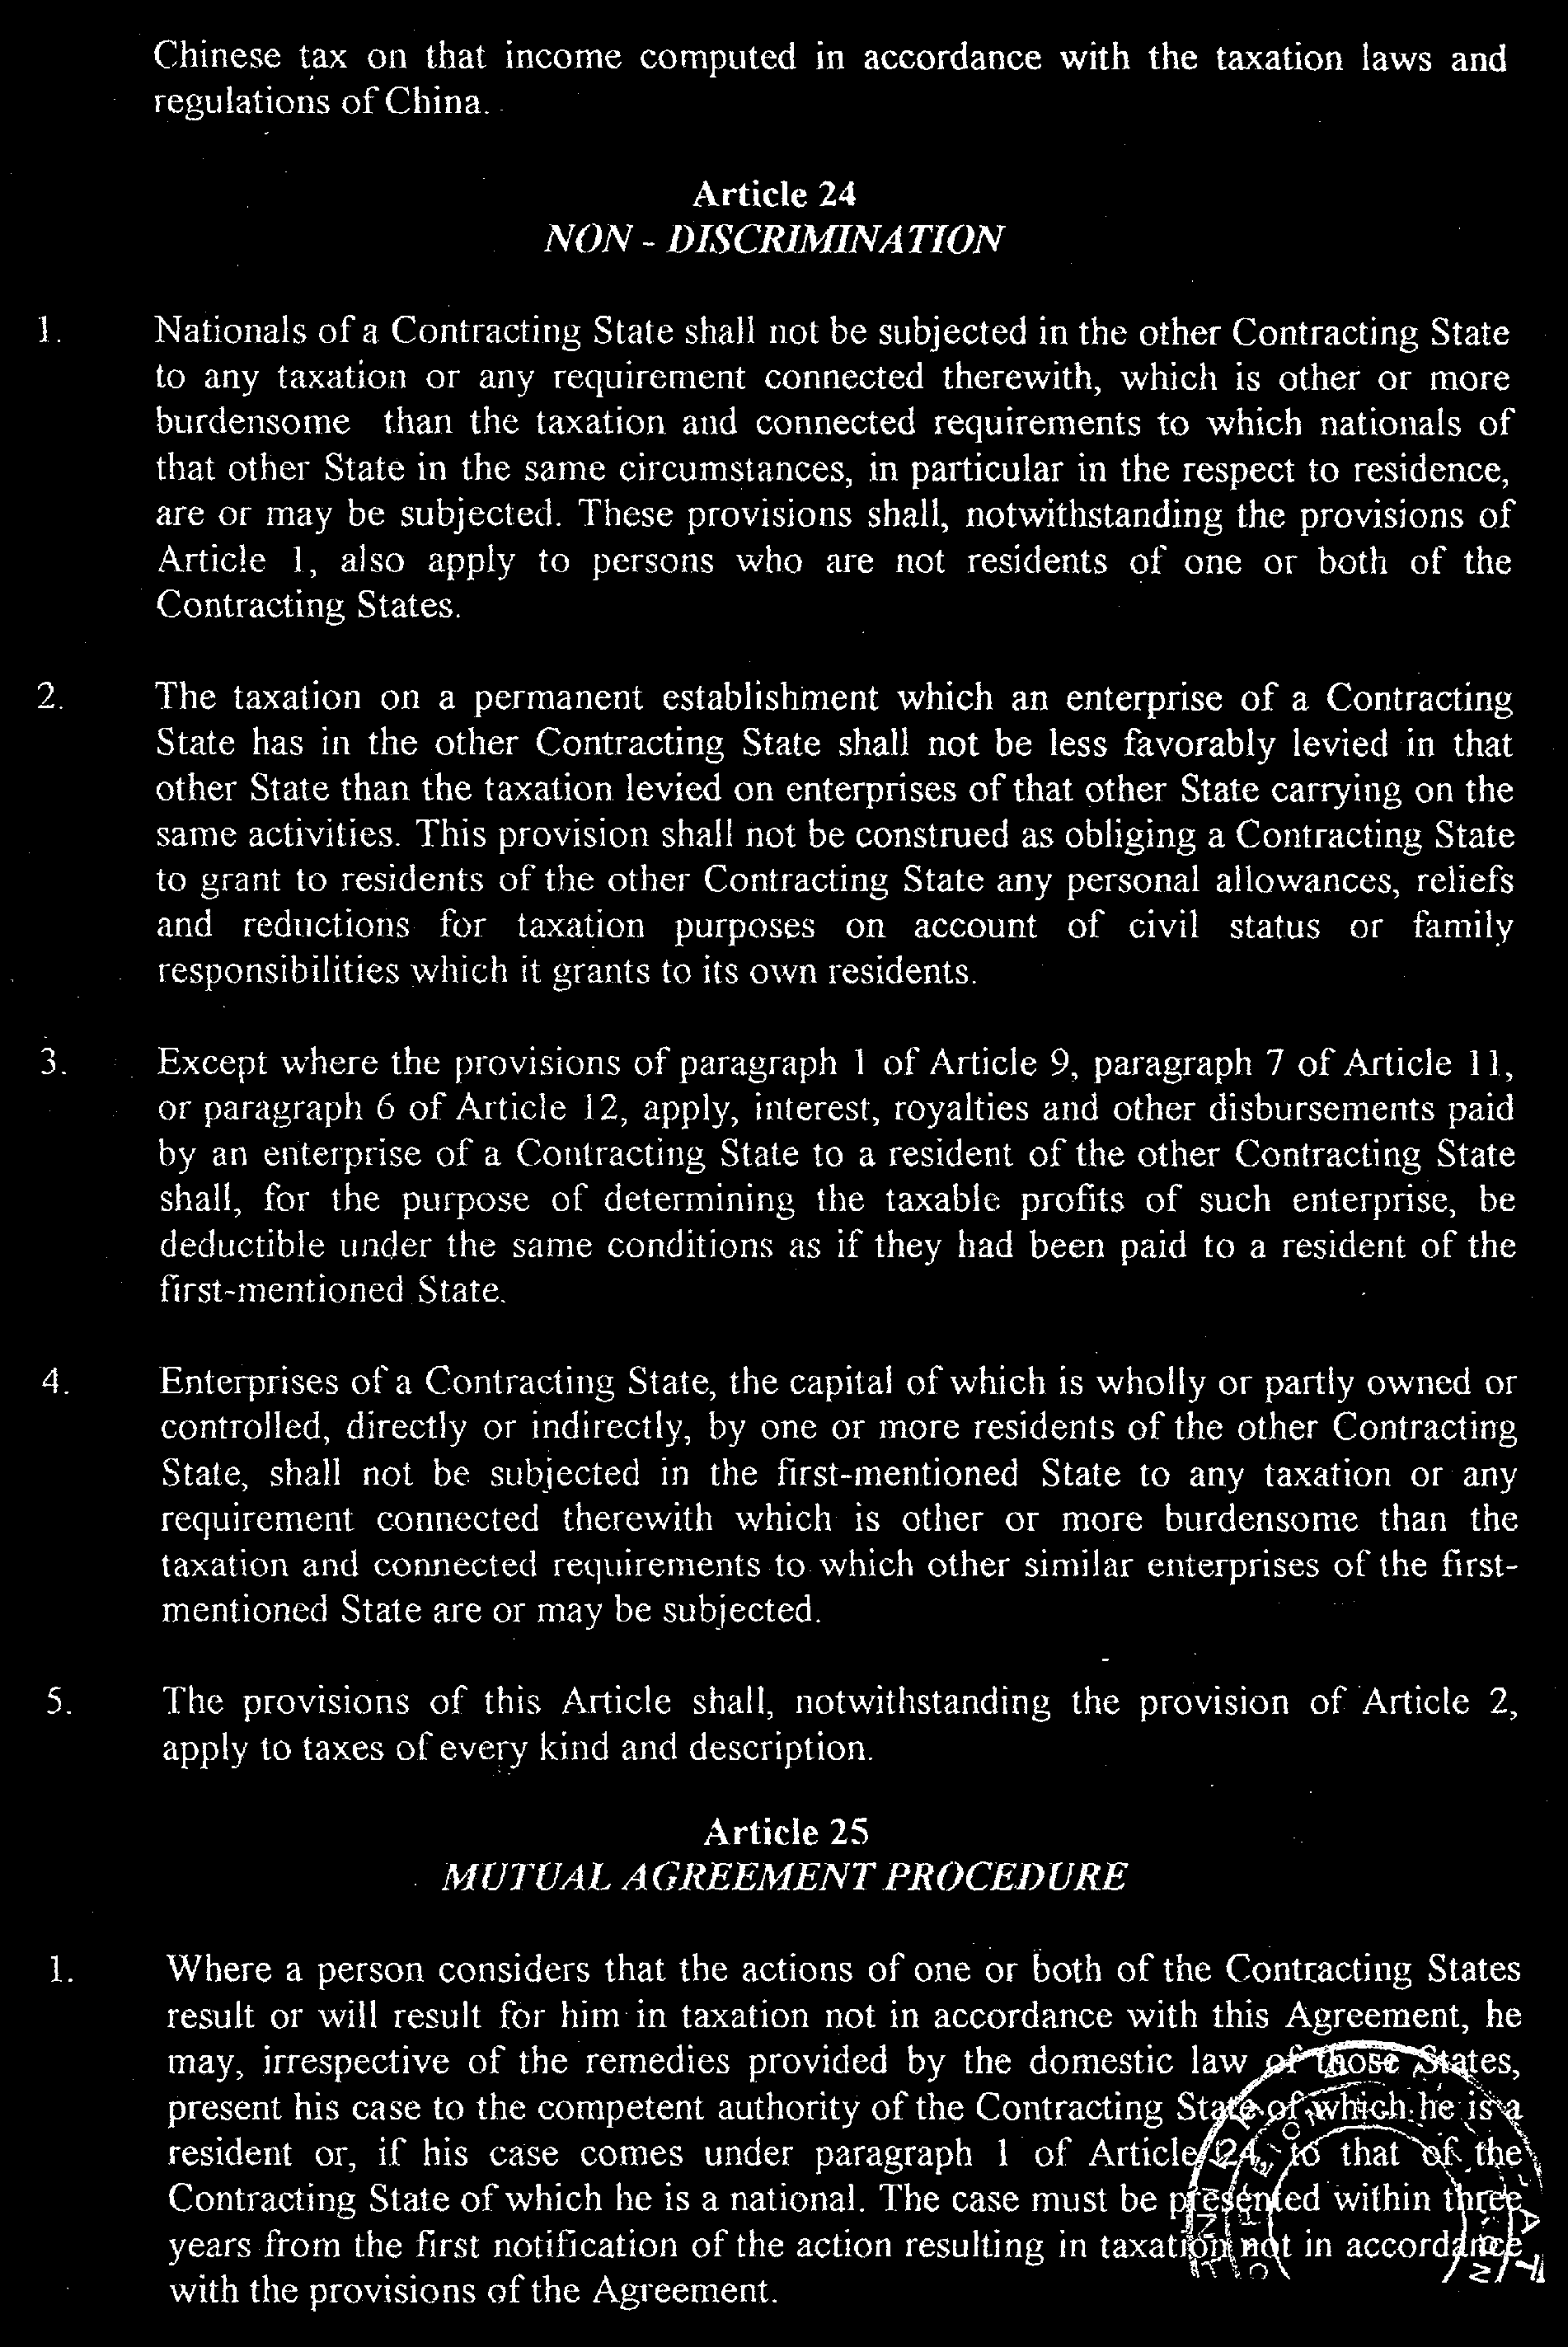 Chinese tax on that income computed in accordance with the taxation laws and
regulations of China.
Article 24
NON - DISCRIMINATION
1. Nationals of a Contracting State shall not be subjected in the other Contracting State
to any taxation or any requirement connected therewith, which is other or more
burdensome than the taxation and connected requirements to which nationals of
that other State in the same circumstances, in particular in the respect to residence,
are or may be subjected. These provisions shall, notwithstanding the provisions of
Article 1, also apply to persons who are not residents of one or both of the
Contracting States.
2. The taxation on a permanent establishment which an enterprise of a Contracting
State has in the other Contracting State shall not be less favorably levied in that
other State than the taxation levied on enterprises of that other State carrying on the
same activities. This provision shall not be construed as obliging a Contracting State
to grant to residents of the other Contracting State any personal allowances, reliefs
and reductions for taxation purposes on account of civil status or family
responsibilities which it grants to its own residents.
3. Except where the provisions of paragraph 1 of Article 9, paragraph 7 of Article 11,
or paragraph 6 of Article 12, apply, interest, royalties and other disbursements paid
by an enterprise of a Contracting State to a resident of the other Contracting State
shall, for the purpose of determining the taxable profits of such enterprise, be
deductible under the same conditions as if they had been paid to a resident of the
first-mentioned State.
4. Enterprises of a Contracting State, the capital of which is wholly or partly owned or
controlled, directly or indirectly, by one or more residents of the other Contracting
State, shall not be subjected in the first-mentioned State to any taxation or any
requirement connected therewith which is other or more burdensome than the
taxation and connected requirements to which other similar enterprises of the first-
mentioned State are or may be subjected.
5. The provisions of this Article shall, notwithstanding the provision of Article 2,
apply to taxes of every kind and description.
Article 25
MUTUAL AGREEMENT PROCEDURE
1. Where a person considers that the actions of one or both of the Contracting States
result or will result for him in taxation not in accordance with this Agreement, he
may, irrespective of the remedies provided by the domestic law of those States,
present his case to the competent authority of the Contracting State of which he is a
resident or, if his case comes under paragraph 1 of Article 24, to that of the
Contracting State of which he is a national. The case must be presented within three
years from the first notification of the action resulting in taxation not in accordance
with the provisions of the Agreement.